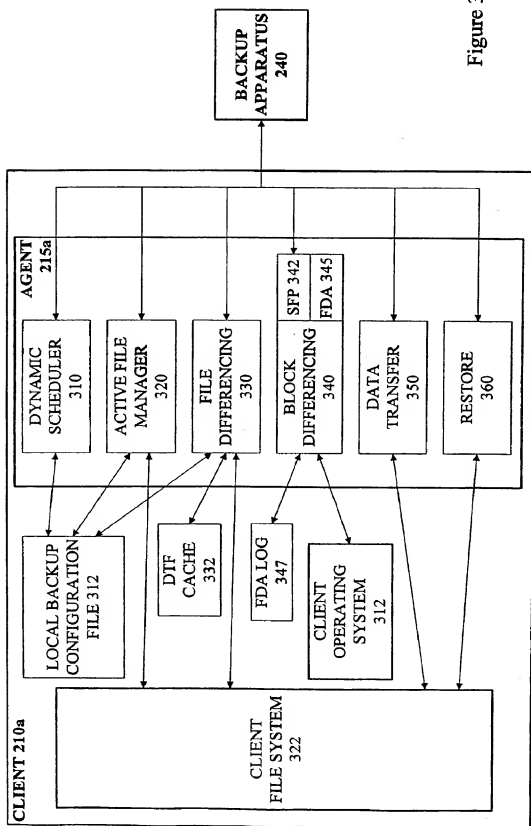 CLIENT 210a
AGENT
215a
DYNAMIC
SCHEDULER
310
ACTIVE FILE
MANAGER
320
FILE
DIFFERENCING
330
BLOCK
DIFFERENCING
340
SFP 342
FDA 345
DATA
TRANSFER
350
RESTORE
360
LOCAL BACKUP
CONFIGURATION
FILE 312
DTF
CACHE
332
FDA LOG
347
CLIENT
OPERATING
SYSTEM
312
CLIENT
FILE SYSTEM
322
BACKUP
APPARATUS
240
Figure 3